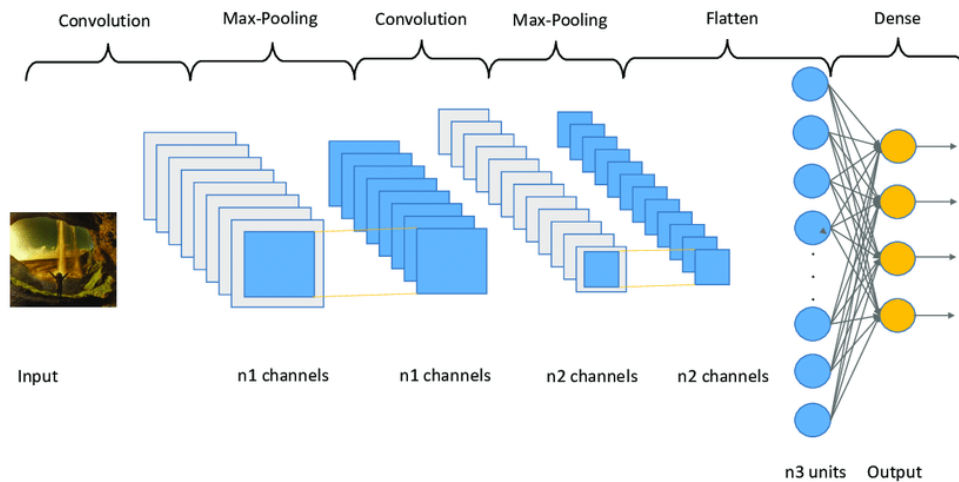 Convolution Max-Pooling Convolution Max-Pooling Flatten Dense
Input n1 channels n1 channels n2 channels n2 channels
n3 units Output